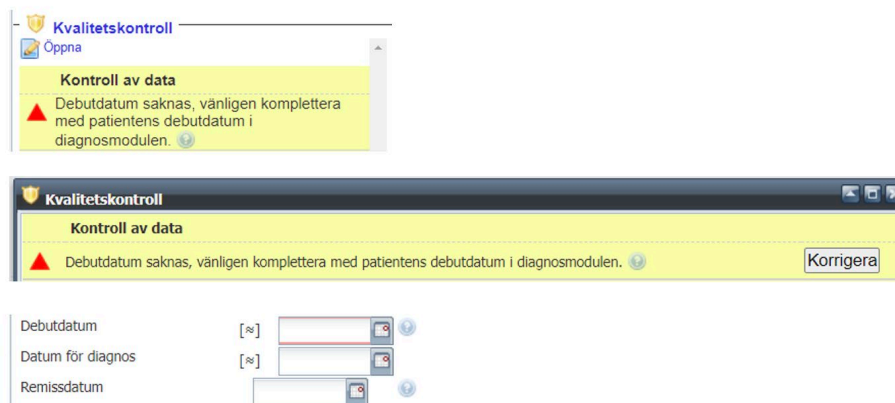 Kvalitetskontroll
Öppna
Kontroll av data
Debutdatum saknas, vänligen komplettera
med patientens debutdatum i
diagnosmodulen.
Kvalitetskontroll
Kontroll av data
Debutdatum saknas, vänligen komplettera med patientens debutdatum i diagnosmodulen. Korrigera
Debutdatum [≈]
Datum för diagnos [≈]
Remissdatum